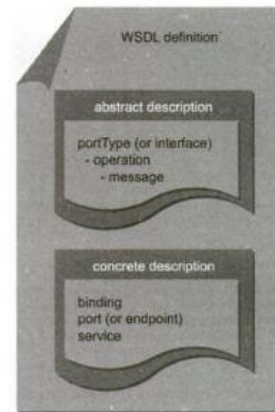 WSDL definition
abstract description
portType (or interface)
- operation
- message
concrete description
binding
port (or endpoint)
service